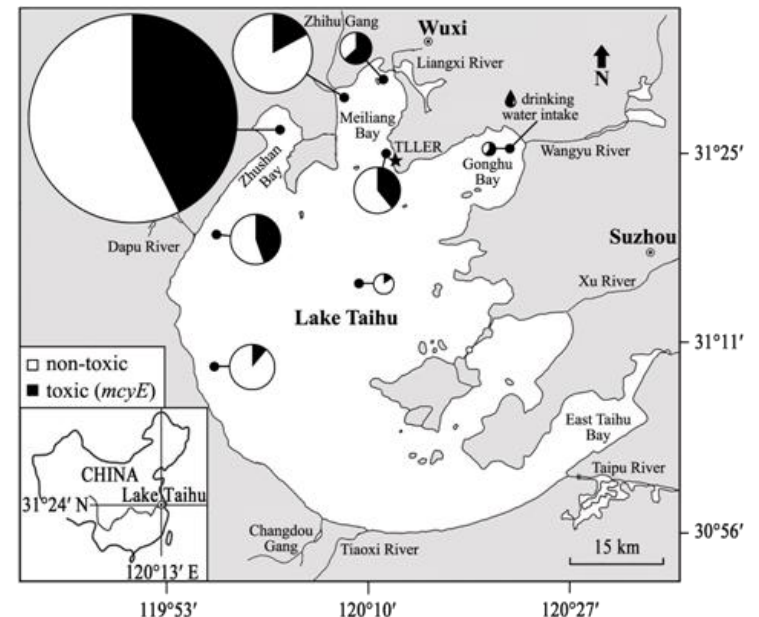 Zhihu Gang
Wuxi
Liangxi River
N
drinking
water intake
Meiliang
Bay
TLLER
Wangyu River
31°25′
Zhushan
Bay
Gonghu
Bay
Dapu River
Suzhou
Xu River
Lake Taihu
31°11′
non-toxic
toxic (mcyE)
East Taihu
Bay
CHINA
Lake Taihu
31°24′ N
120°13′ E
Taipu River
Changdou
Gang
Tiaoxi River
30°56′
15 km
119°53′
120°10′
120°27′